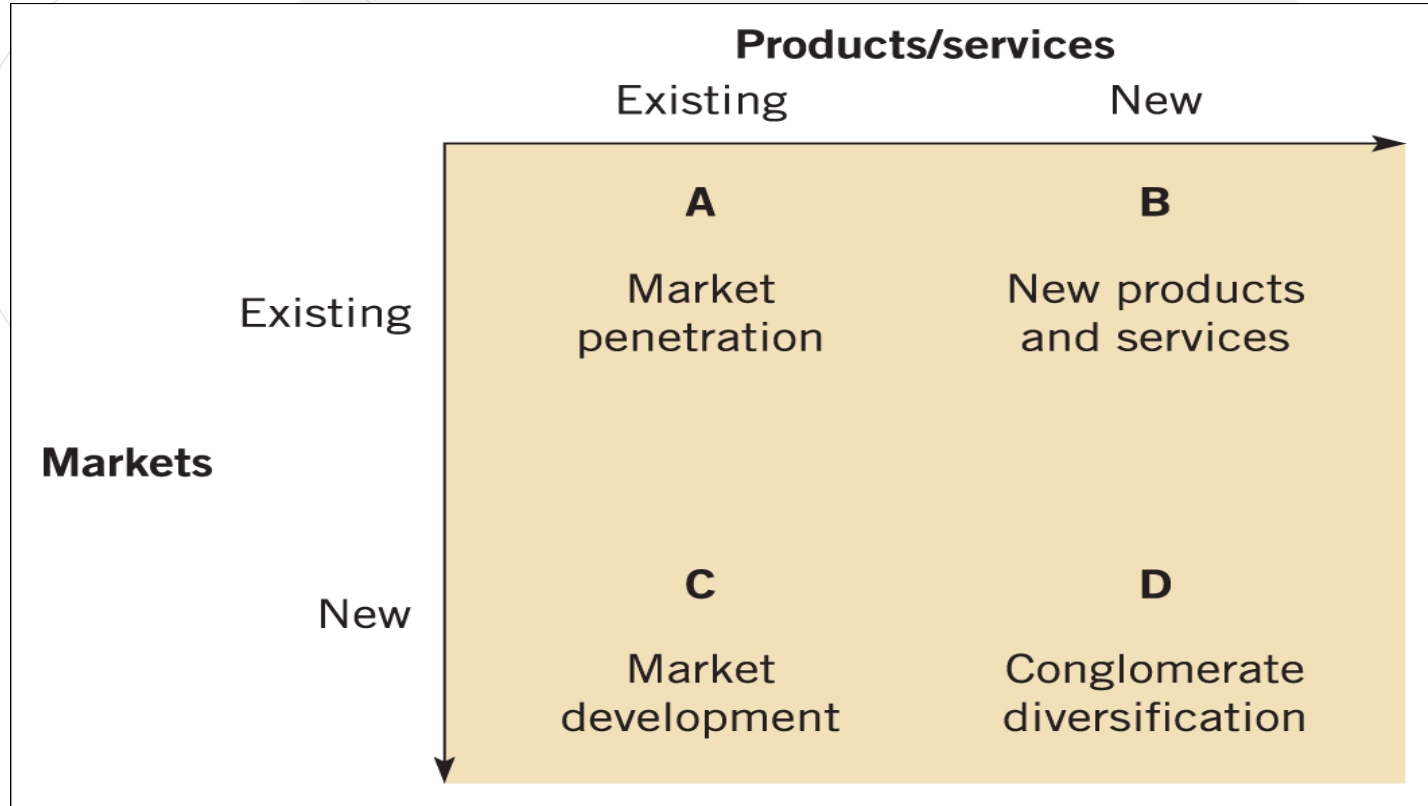 Products/services
Existing New
A B
Existing
Market
penetration
New products
and services
Markets
New
C D
Market
development
Conglomerate
diversification